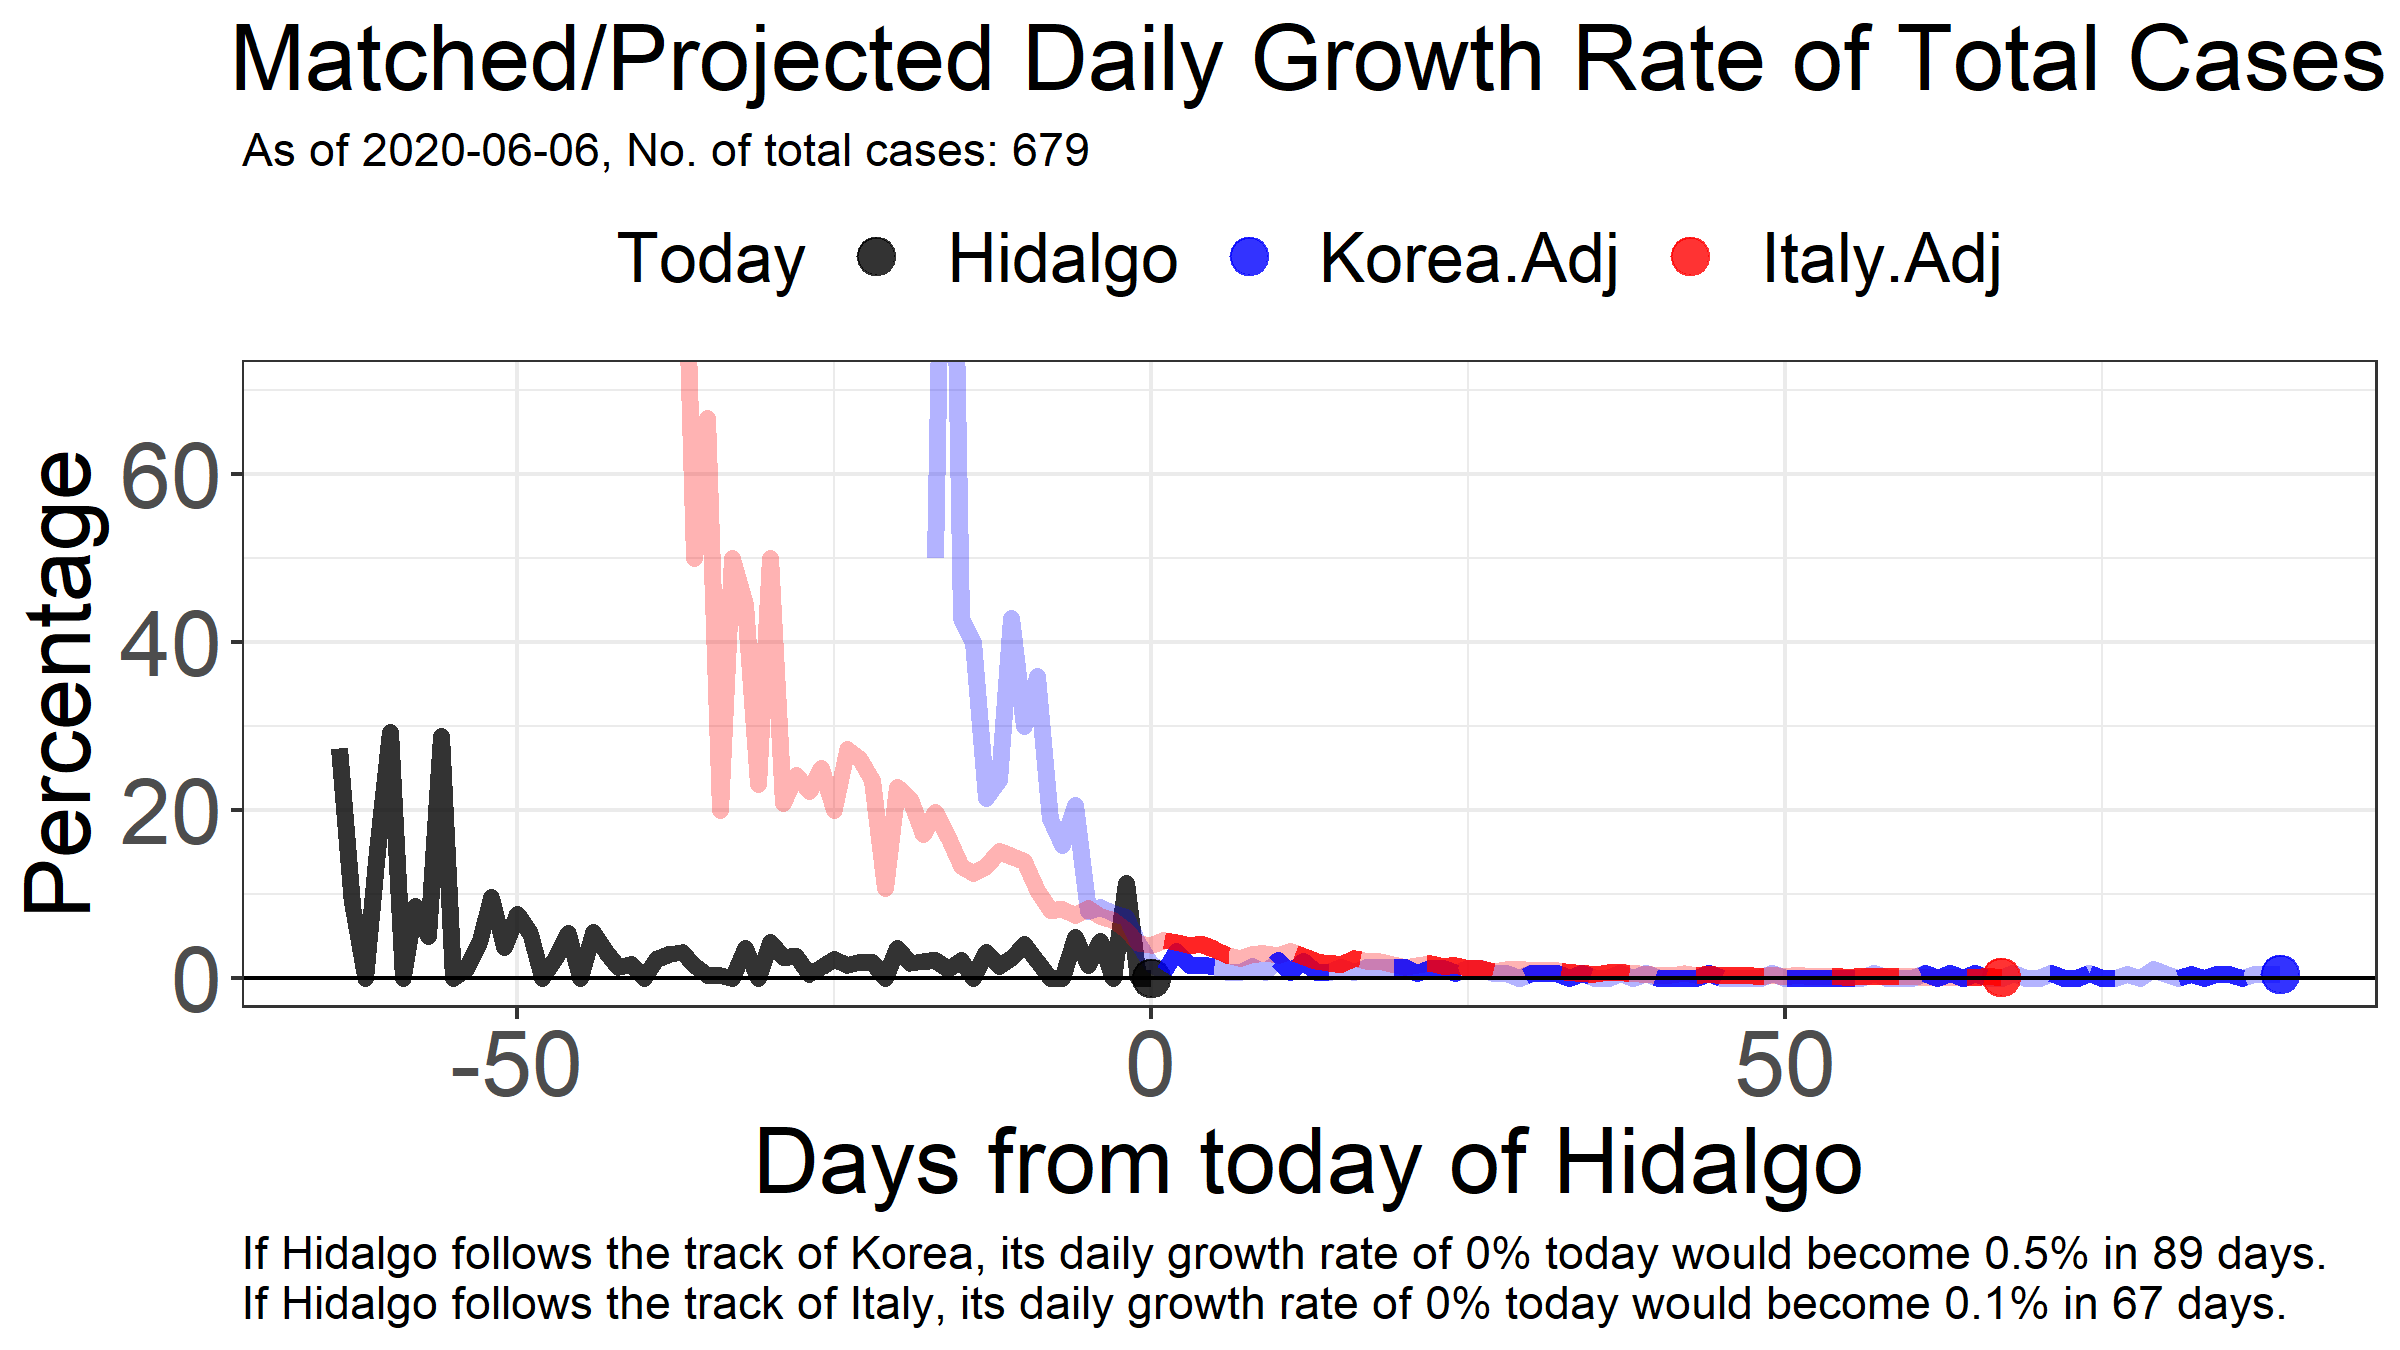 Matched/Projected Daily Growth Rate of Total Cases
As of 2020-06-06, No. of total cases: 679
Today Hidalgo Korea.Adj Italy.Adj
Percentage
60
40
20
0
-50 0 50
Days from today of Hidalgo
If Hidalgo follows the track of Korea, its daily growth rate of 0% today would become 0.5% in 89 days.
If Hidalgo follows the track of Italy, its daily growth rate of 0% today would become 0.1% in 67 days.